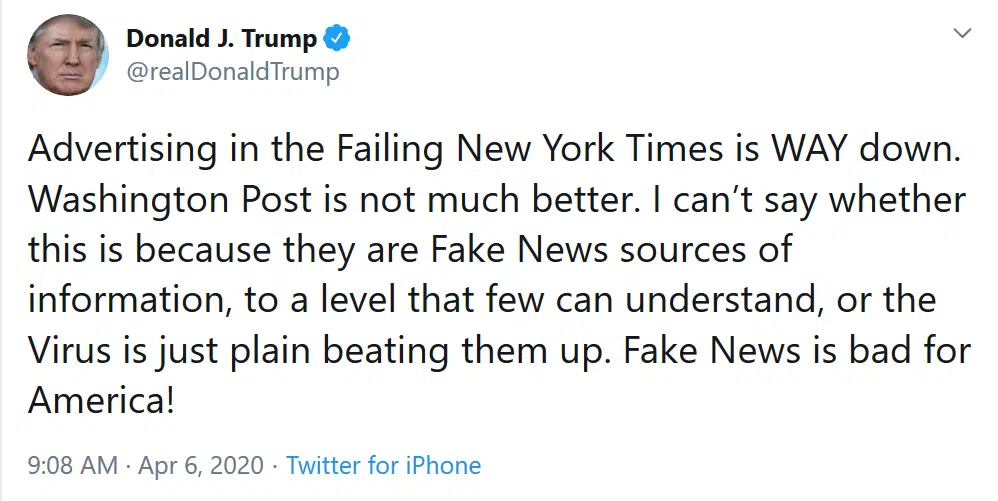 Donald J. Trump
@realDonaldTrump
Advertising in the Failing New York Times is WAY down.
Washington Post is not much better. I can’t say whether
this is because they are Fake News sources of
information, to a level that few can understand, or the
Virus is just plain beating them up. Fake News is bad for
America!
9:08 AM · Apr 6, 2020 · Twitter for iPhone